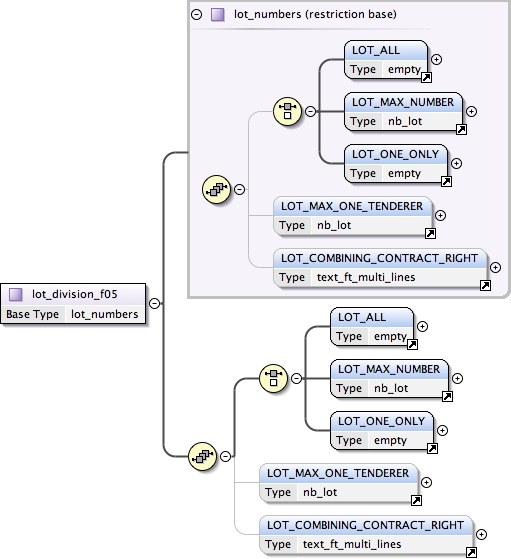 lot_numbers (restriction base)
LOT_ALL
Type empty
LOT_MAX_NUMBER
Type nb_lot
LOT_ONE_ONLY
Type empty
LOT_MAX_ONE_TENDERER
Type nb_lot
LOT_COMBINING_CONTRACT_RIGHT
Type text_ft_multi_lines
lot_division_f05
Base Type lot_numbers
LOT_ALL
Type empty
LOT_MAX_NUMBER
Type nb_lot
LOT_ONE_ONLY
Type empty
LOT_MAX_ONE_TENDERER
Type nb_lot
LOT_COMBINING_CONTRACT_RIGHT
Type text_ft_multi_lines